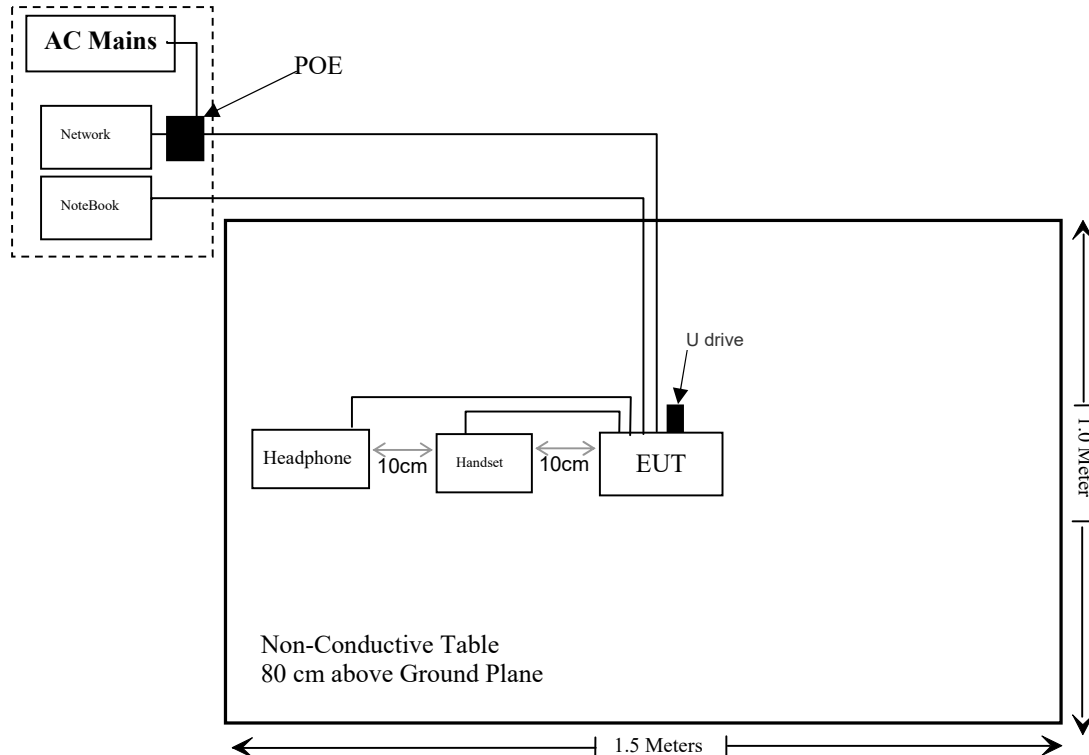 AC Mains
POE
Network
NoteBook
U drive
Headphone
10cm
Handset
10cm
EUT
1.0 Meter
Non-Conductive Table
80 cm above Ground Plane
1.5 Meters